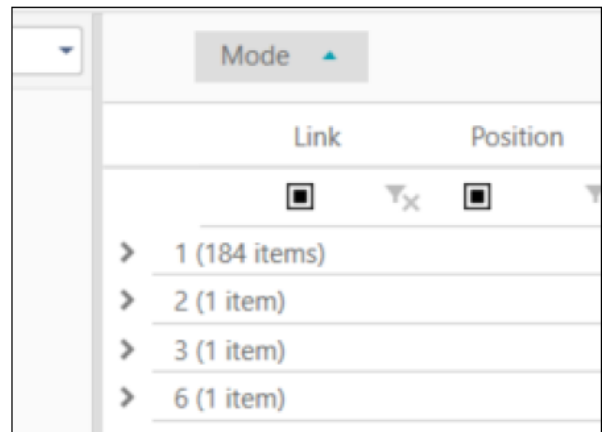 Mode
Link Position
1 (184 items)
2 (1 item)
3 (1 item)
6 (1 item)